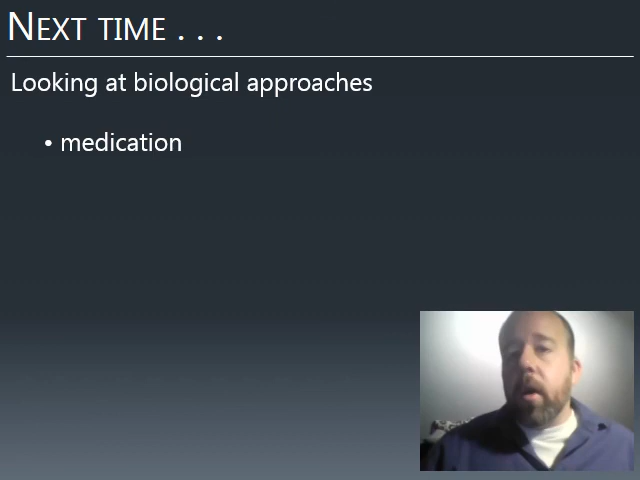 NEXT TIME . . .
Looking at biological approaches
• medication